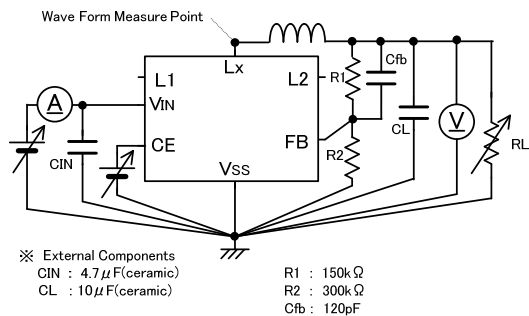 Wave Form Measure Point
Lx
L1
L2
R1
Cfb
A
VIN
CL
V
CIN
CE
FB
R2
RL
VSS
※ External Components
CIN : 4.7μF(ceramic)
CL : 10μF(ceramic)
R1 : 150kΩ
R2 : 300kΩ
Cfb : 120pF